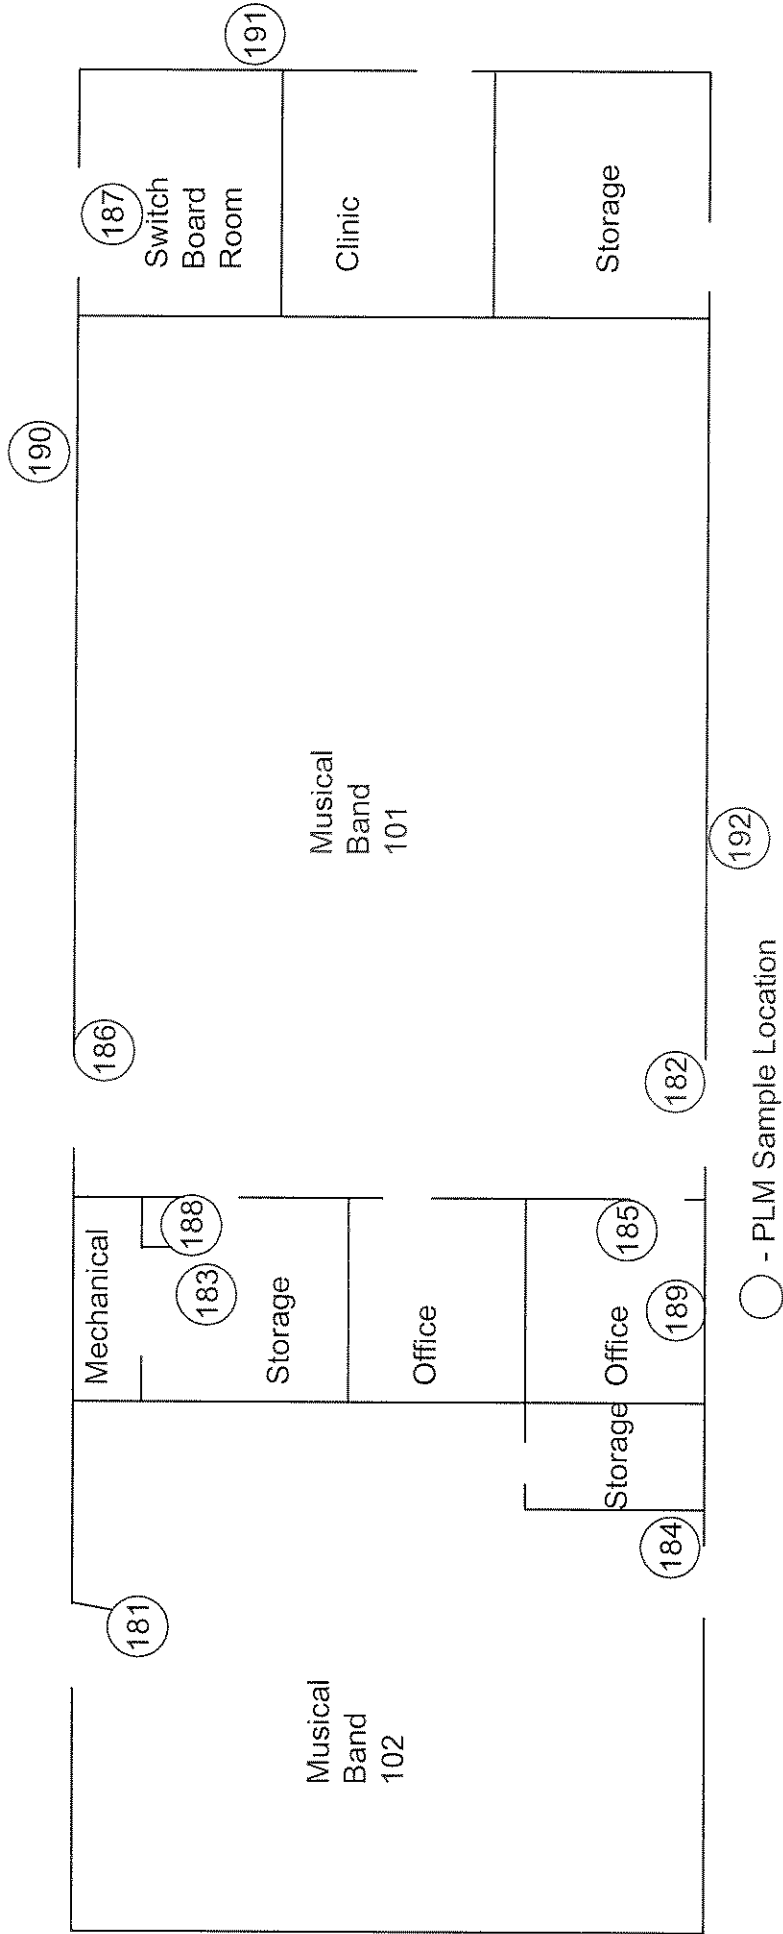 191
187
Switch
Board
Room
Clinic
Storage
190
Musical
Band
101
192
186
182
Mechanical
188
183
Storage
Office
185
189
Office
Storage
184
181
Musical
Band
102
- PLM Sample Location